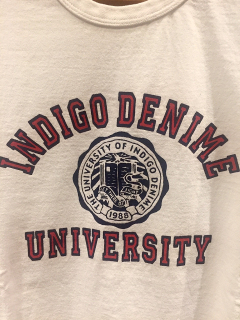 INDIGO DENIME
THE UNIVERSITY OF INDIGO DENIME
1988
UNIVERSITY